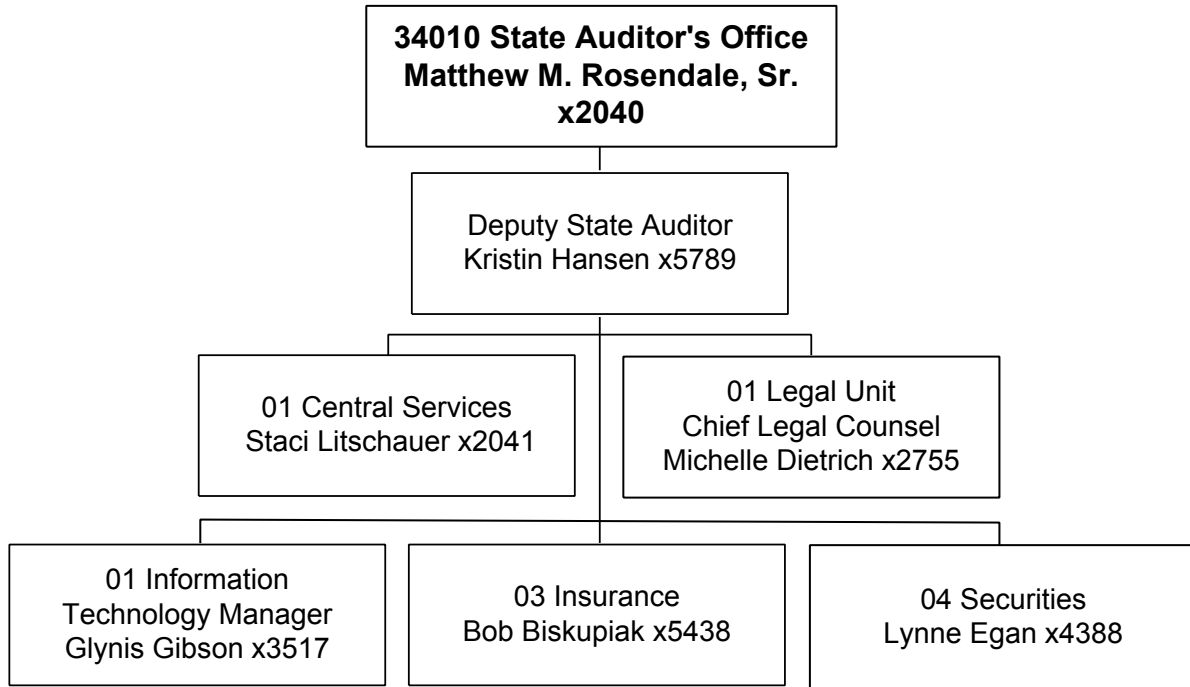 34010 State Auditor's Office
Matthew M. Rosendale, Sr.
x2040
Deputy State Auditor
Kristin Hansen x5789
01 Central Services
Staci Litschauer x2041
01 Legal Unit
Chief Legal Counsel
Michelle Dietrich x2755
01 Information
Technology Manager
Glynis Gibson x3517
03 Insurance
Bob Biskupiak x5438
04 Securities
Lynne Egan x4388